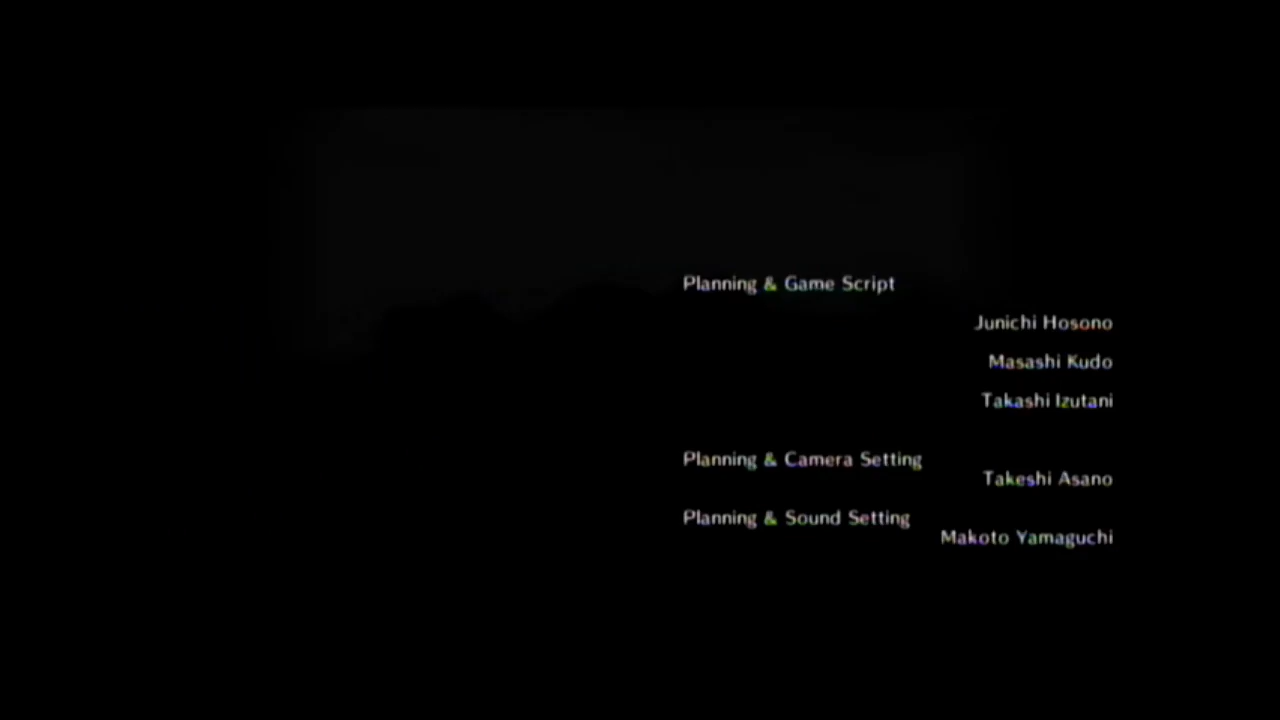 Planning & Game Script
Junichi Hosono
Masashi Kudo
Takashi Izutani
Planning & Camera Setting
Takeshi Asano
Planning & Sound Setting
Makoto Yamaguchi